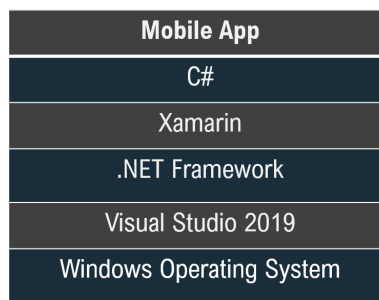 Mobile App
C#
Xamarin
.NET Framework
Visual Studio 2019
Windows Operating System